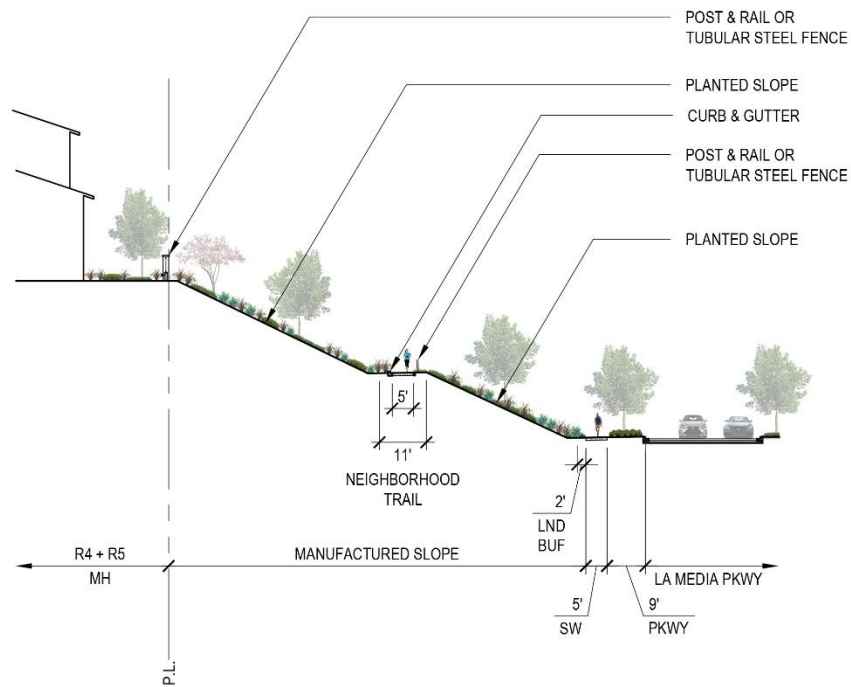 POST & RAIL OR
TUBULAR STEEL FENCE
PLANTED SLOPE
CURB & GUTTER
POST & RAIL OR
TUBULAR STEEL FENCE
PLANTED SLOPE
5'
11'
NEIGHBORHOOD
TRAIL
2'
LND
BUF
R4 + R5
MH
MANUFACTURED SLOPE
LA MEDIA PKWY
5'
SW
9'
PKWY
P.L.